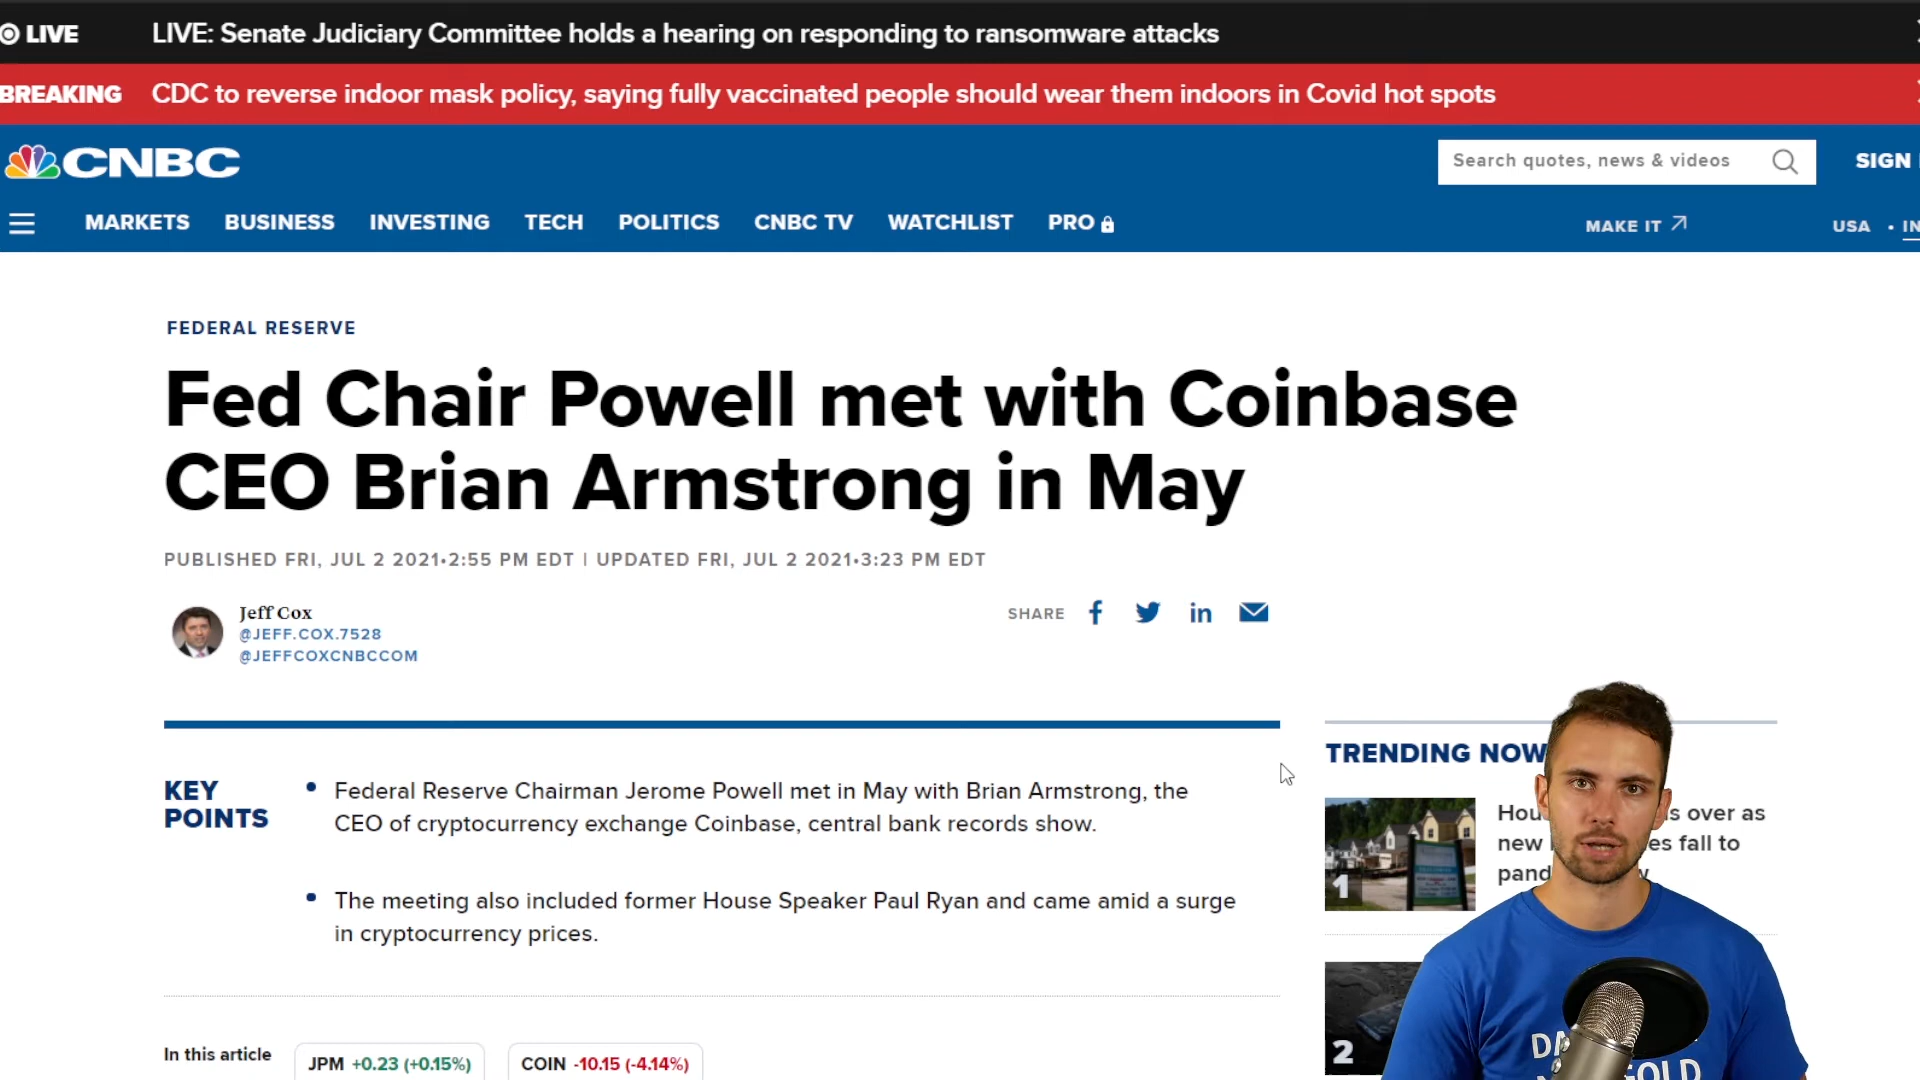 LIVE
LIVE: Senate Judiciary Committee holds a hearing on responding to ransomware attacks
BREAKING
CDC to reverse indoor mask policy, saying fully vaccinated people should wear them indoors in Covid hot spots
CNBC
Search quotes, news & videos
SIGN
MARKETS BUSINESS INVESTING TECH POLITICS CNBC TV WATCHLIST PRO
MAKE IT
USA •
FEDERAL RESERVE
Fed Chair Powell met with Coinbase
CEO Brian Armstrong in May
PUBLISHED FRI, JUL 2 2021•2:55 PM EDT | UPDATED FRI, JUL 2 2021•3:23 PM EDT
Jeff Cox
@JEFF.COX.7528
@JEFFCOXCNBCCOM
SHARE
KEY
POINTS
• Federal Reserve Chairman Jerome Powell met in May with Brian Armstrong, the
CEO of cryptocurrency exchange Coinbase, central bank records show.
• The meeting also included former House Speaker Paul Ryan and came amid a surge
in cryptocurrency prices.
In this article
JPM +0.23 (+0.15%)
COIN -10.15 (-4.14%)
TRENDING NOW
1
over as
new
fall to
2